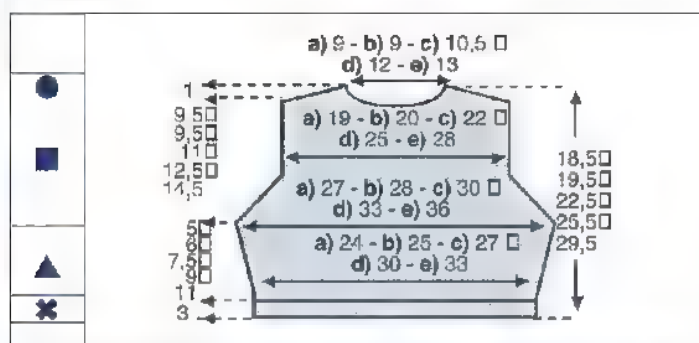 a) 9 - b) 9 - c) 10,5 □
d) 12 - e) 13
1
9,5□
9,5□
11□
12,5□
14,5
a) 19 - b) 20 - c) 22 □
d) 25 - e) 28
18,5□
19,5□
22,5□
25,5□
29,5
a) 27 - b) 28 - c) 30 □
d) 33 - e) 36
5□
6□
7,5□
9□
11
a) 24 - b) 25 - c) 27 □
d) 30 - e) 33
3